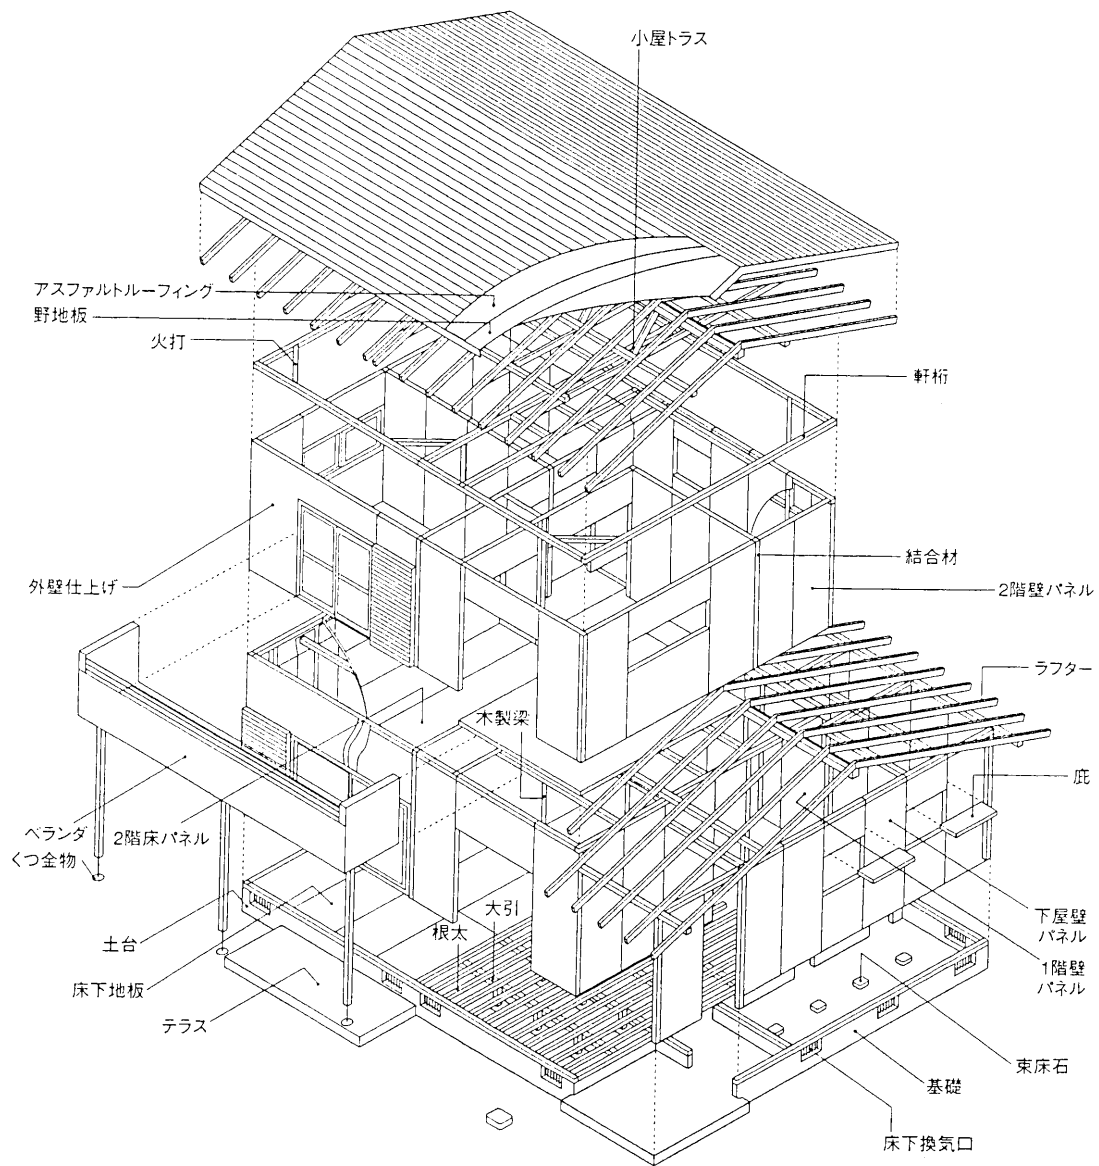 小屋トラス
アスファルトルーフィング
野地板
火打
軒桁
結合材
外壁仕上げ
2階壁パネル
ラフター
木製梁
庇
ベランダ
2階床パネル
くつ金物
大引
下屋壁
パネル
土台
根太
1階壁
パネル
床下地板
テラス
束床石
基礎
床下換気口